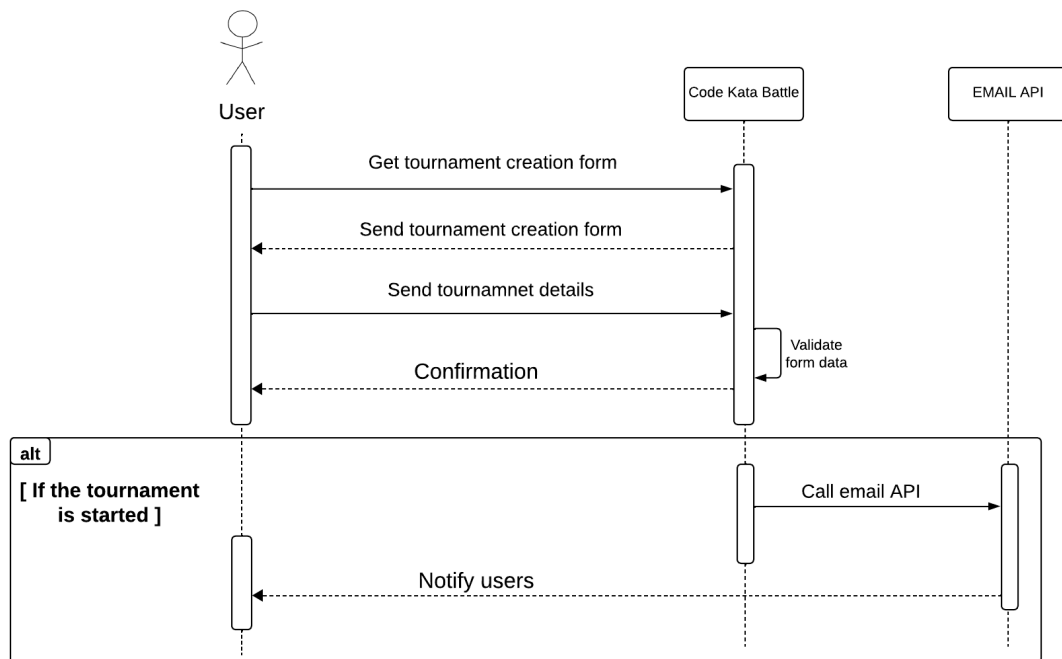 User
Code Kata Battle
EMAIL API
Get tournament creation form
Send tournament creation form
Send tournamnet details
Validate
form data
Confirmation
alt
[ If the tournament
is started ]
Call email API
Notify users